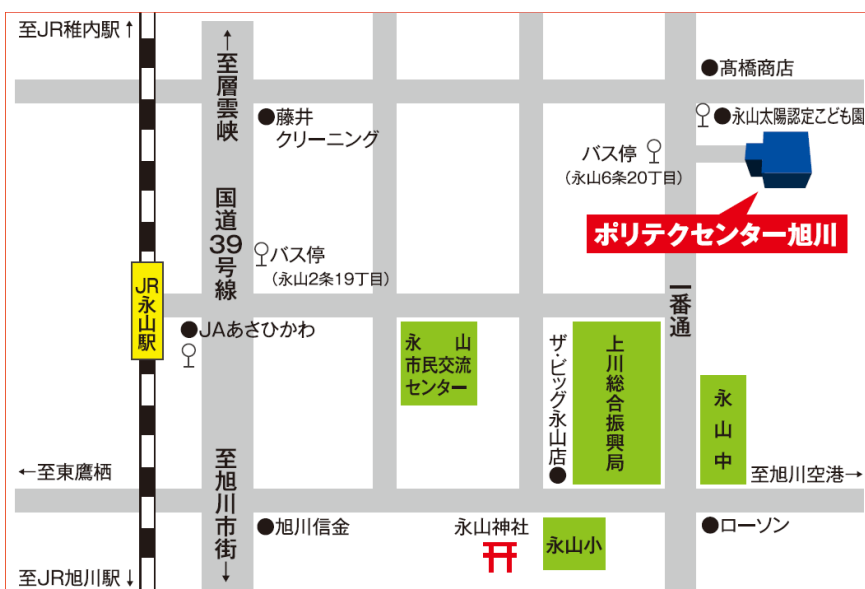 至JR稚内駅↑
↑至層雲峡
●髙橋商店
●藤井
クリーニング
●永山太陽認定こども園
バス停
（永山6条20丁目）
ポリテクセンター旭川
国道39号線
バス停
（永山2条19丁目）
一番通
JR永山駅
●JAあさひかわ
永山
市民交流
センター
ザ・ビッグ永山店●
上川総合振興局
永山中
←至東鷹栖
至旭川市街↓
至旭川空港→
●旭川信金
永山神社
永山小
●ローソン
至JR旭川駅↓